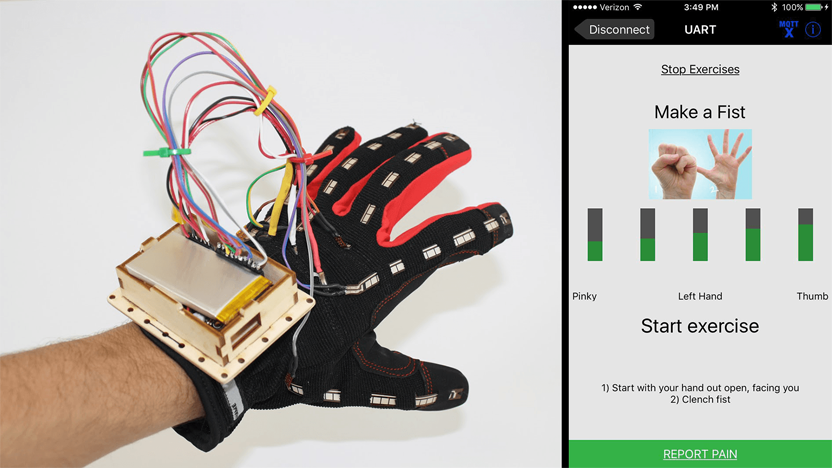 Verizon 3:49 PM 100%
Disconnect UART MOTT X i
Stop Exercises
Make a Fist
Pinky Left Hand Thumb
Start exercise
1) Start with your hand out open, facing you
2) Clench fist
REPORT PAIN